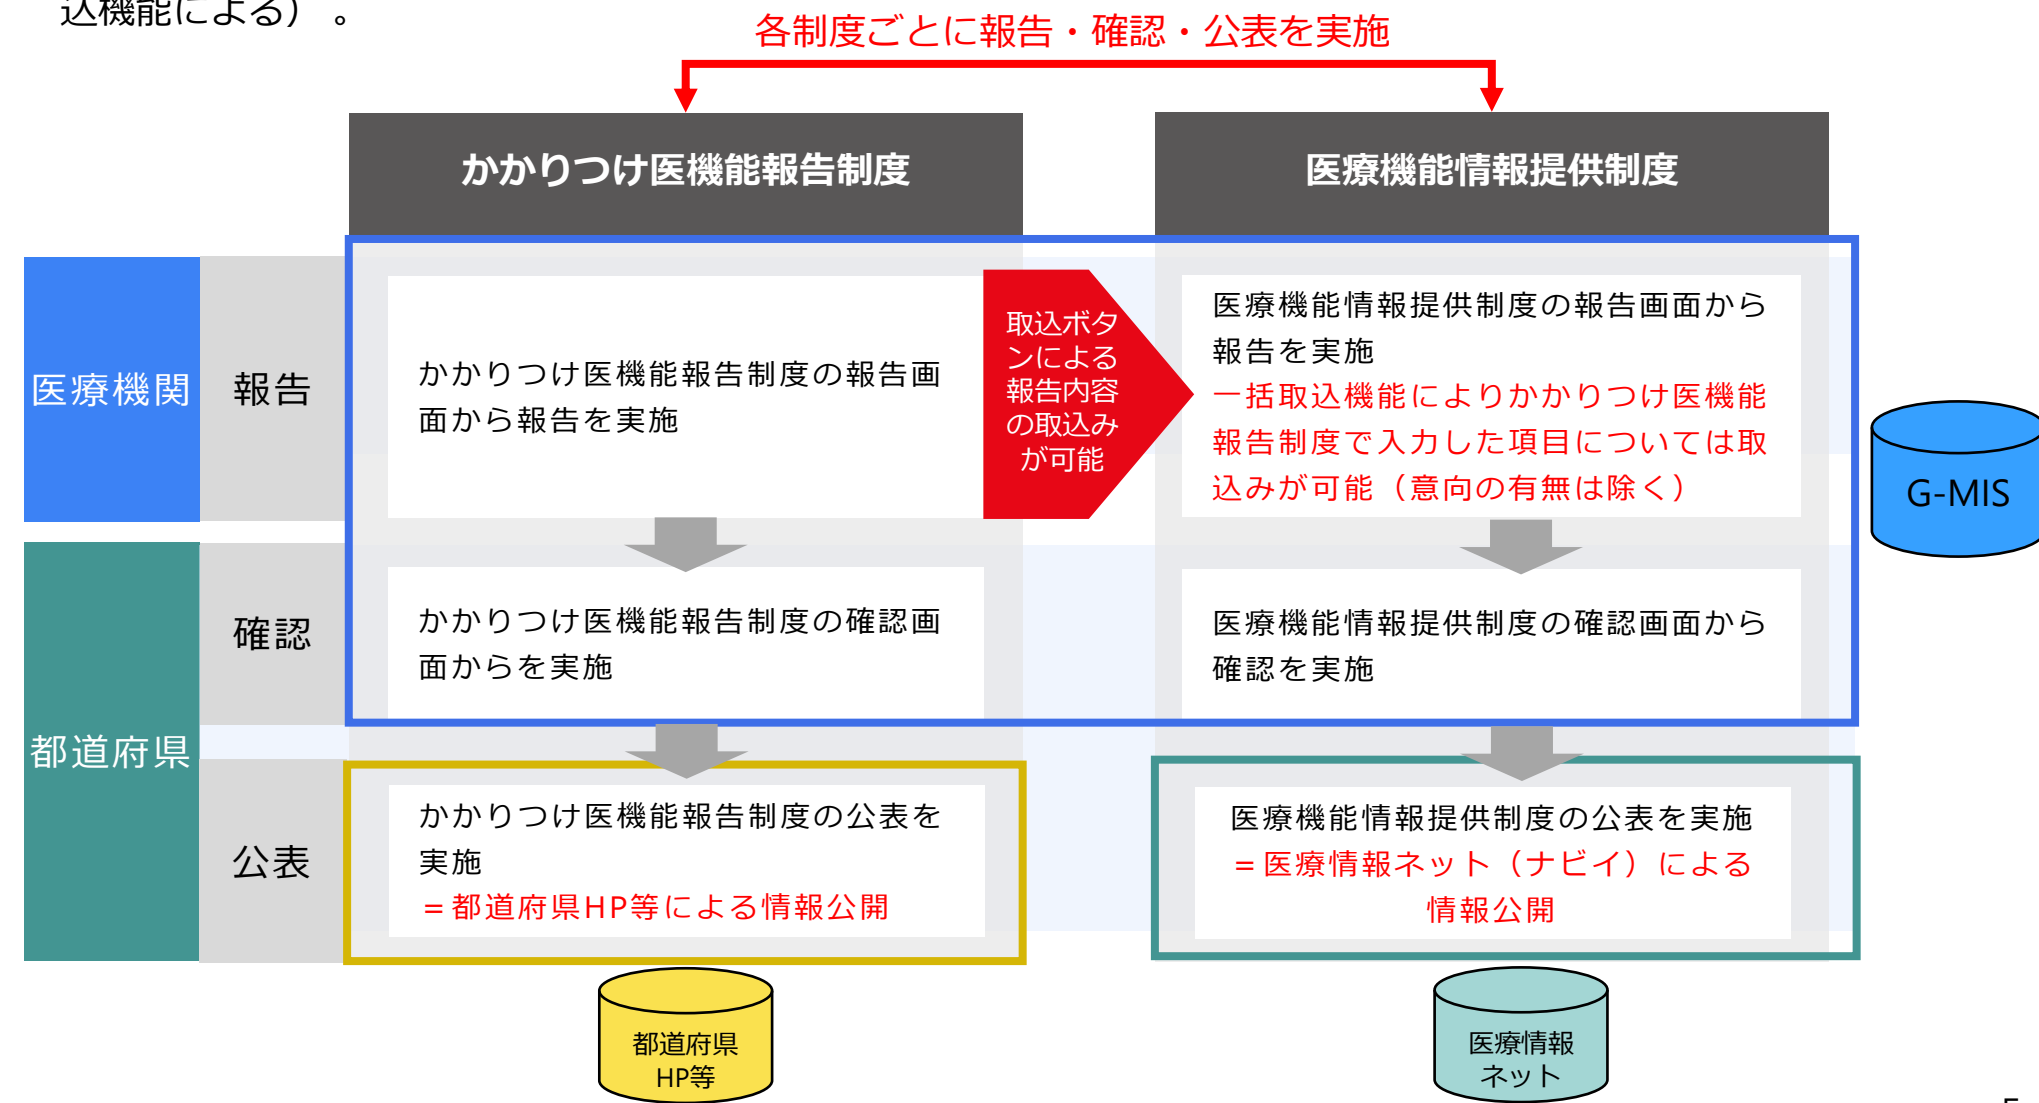 込機能による）。
各制度ごとに報告・確認・公表を実施
かかりつけ医機能報告制度
医療機能情報提供制度
医療機関
報告
かかりつけ医機能報告制度の報告画
面から報告を実施
取込ボタ
ンによる
報告内容
の取込み
が可能
医療機能情報提供制度の報告画面から
報告を実施
一括取込機能によりかかりつけ医機能
報告制度で入力した項目については取
込みが可能（意向の有無は除く）
G-MIS
都道府県
確認
かかりつけ医機能報告制度の確認画
面からを実施
医療機能情報提供制度の確認画面から
確認を実施
公表
かかりつけ医機能報告制度の公表を
実施
＝都道府県HP等による情報公開
医療機能情報提供制度の公表を実施
＝医療情報ネット（ナビイ）による
情報公開
都道府県
HP等
医療情報
ネット